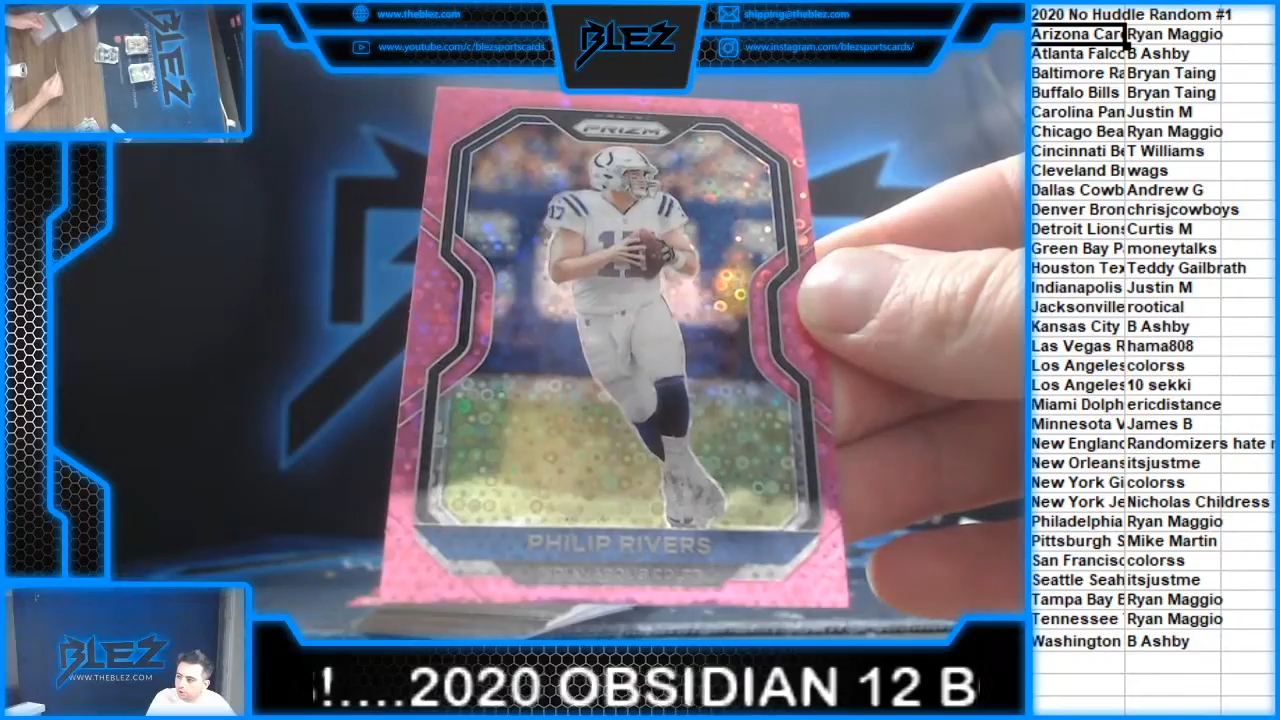 www.theblez.com
shipping@theblez.com
www.youtube.com/c/blezsportscards
www.instagram.com/blezsportscards/
BLEZ
PRIZM
17
17
PHILIP RIVERS
INDIANAPOLIS COLTS
BLEZ
WWW.THEBLEZ.COM
!....2020 OBSIDIAN 12 B
2020 No Huddle Random #1
Arizona Car Ryan Maggio
Atlanta Falco B Ashby
Baltimore Ra Bryan Taing
Buffalo Bills Bryan Taing
Carolina Pan Justin M
Chicago Bea Ryan Maggio
Cincinnati Be T Williams
Cleveland Br wags
Dallas Cowb Andrew G
Denver Bron chrisjcowboys
Detroit Lions Curtis M
Green Bay P moneytalks
Houston Tex Teddy Gailbrath
Indianapolis Justin M
Jacksonville rootical
Kansas City B Ashby
Las Vegas R hama808
Los Angeles colorss
Los Angeles 10 sekki
Miami Dolph ericdistance
Minnesota V James B
New England Randomizers hate
New Orleans itsjustme
New York Gi colorss
New York Je Nicholas Childress
Philadelphia Ryan Maggio
Pittsburgh S Mike Martin
San Francisc colorss
Seattle Seah itsjustme
Tampa Bay B Ryan Maggio
Tennessee Ryan Maggio
Washington B Ashby